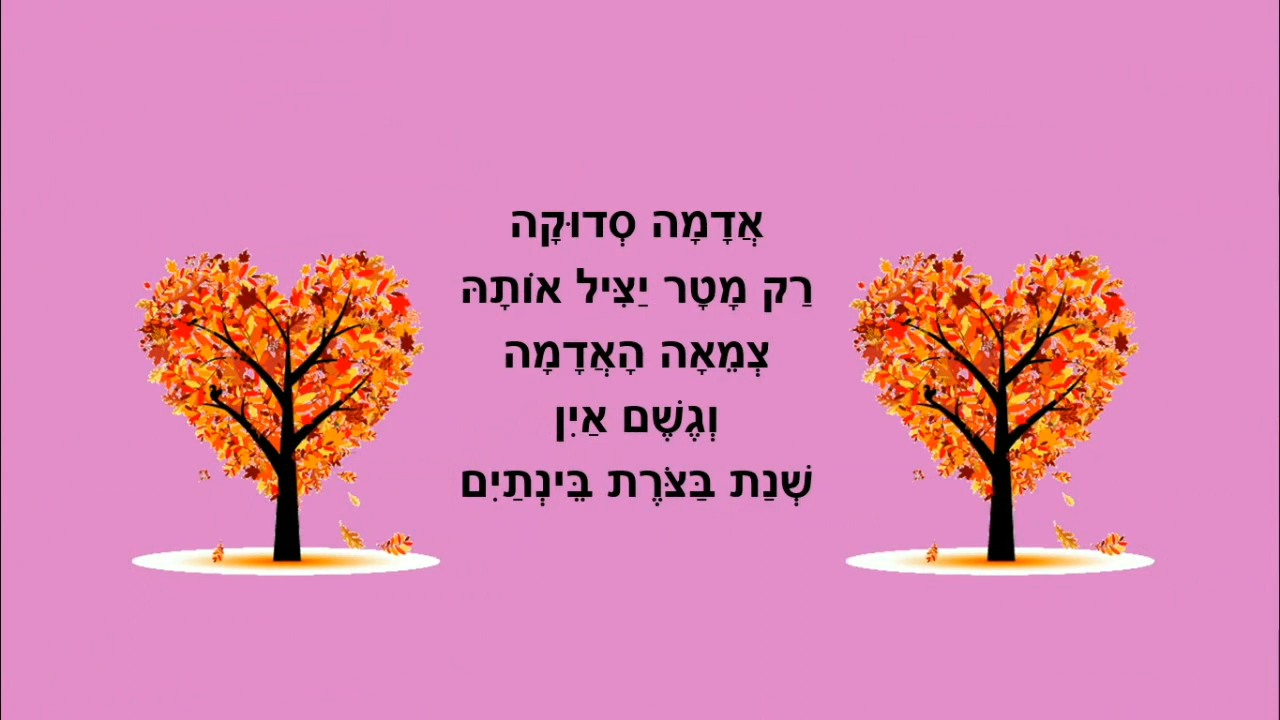 אֲדָמָה סְדוּקָה
רַק מָטָר יַצִּיל אוֹתָהּ
צְמֵאָה הָאֲדָמָה
וְגֶשֶׁם אַיִן
שְׁנַת בַּצֹּרֶת בֵּינְתַיִם